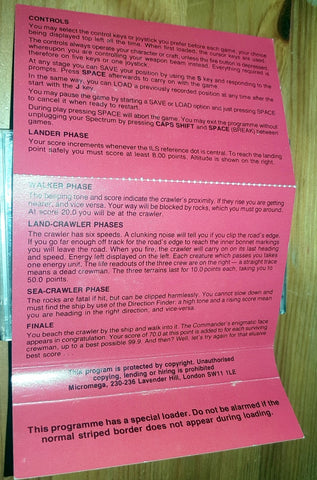 CONTROLS
You may select the control keys or joystick you prefer before each game, your choice
being displayed top left all the time. When first loaded, the cursor keys are used.
The controls always operate your character or craft, unless the fire button is depressed,
whereupon you are controlling your weapon beam instead. Everything required is
therefore on five keys or one joystick.
At any stage you can SAVE your position by using the S key and responding to the
prompts. Press SPACE afterwards to carry on with the game.
In the same way, you can LOAD a previously recorded position at any time after the
start with the J key.
You may pause the game by starting a SAVE or LOAD option and just pressing SPACE
to cancel it when ready to restart.
During play pressing SPACE will abort the game. You may exit the programme without
unplugging your Spectrum by pressing CAPS SHIFT and SPACE (BREAK) between
games.
LANDER PHASE
Your score increments whenever the ILS reference dot is central. To reach the landing
point safely you must score at least 8.00 points. Altitude is shown on the right.
WALKER PHASE
The beeping tone and score indicate the crawler's proximity, if they rise you are getting
nearer, and vice versa. Your way will be blocked by rocks, which you must go around.
At score 20.0 you will be at the crawler.
LAND-CRAWLER PHASES
The crawler has six speeds. A clunking noise will tell you if you clip the road's edge.
If you go far enough off track for the road's edge to reach the inner bonnet markings
you will leave the road. When you fire, the crawler will carry on on its last heading
and speed. Energy left displayed on the left. Each creature which passes you takes
one energy unit. The life readouts of the three crew are on the right — a straight trace
means a dead crewman. The three terrains last for 10.0 points each, taking you to
50.0 points.
SEA-CRAWLER PHASE
The rocks are fatal if hit, but can be clipped harmlessly. You cannot slow down and
must find the ship by use of the Direction Finder; a high tone and a rising score mean
you are heading in the right direction, and vice-versa.
FINALE
You beach the crawler by the ship and walk into it. The Commander's enigmatic face
appears in congratulation. Your score of 70.0 at this point is added to for each surviving
crewman, up to a best possible 99.9. And then? Well, let's try again for that elusive
best score . .
This program is protected by copyright. Unauthorised
copying, lending or hiring is prohibited
Micromega, 230-236 Lavender Hill, London SW11 1LE
This programme has a special loader. Do not be alarmed if the
normal striped border does not appear during loading.